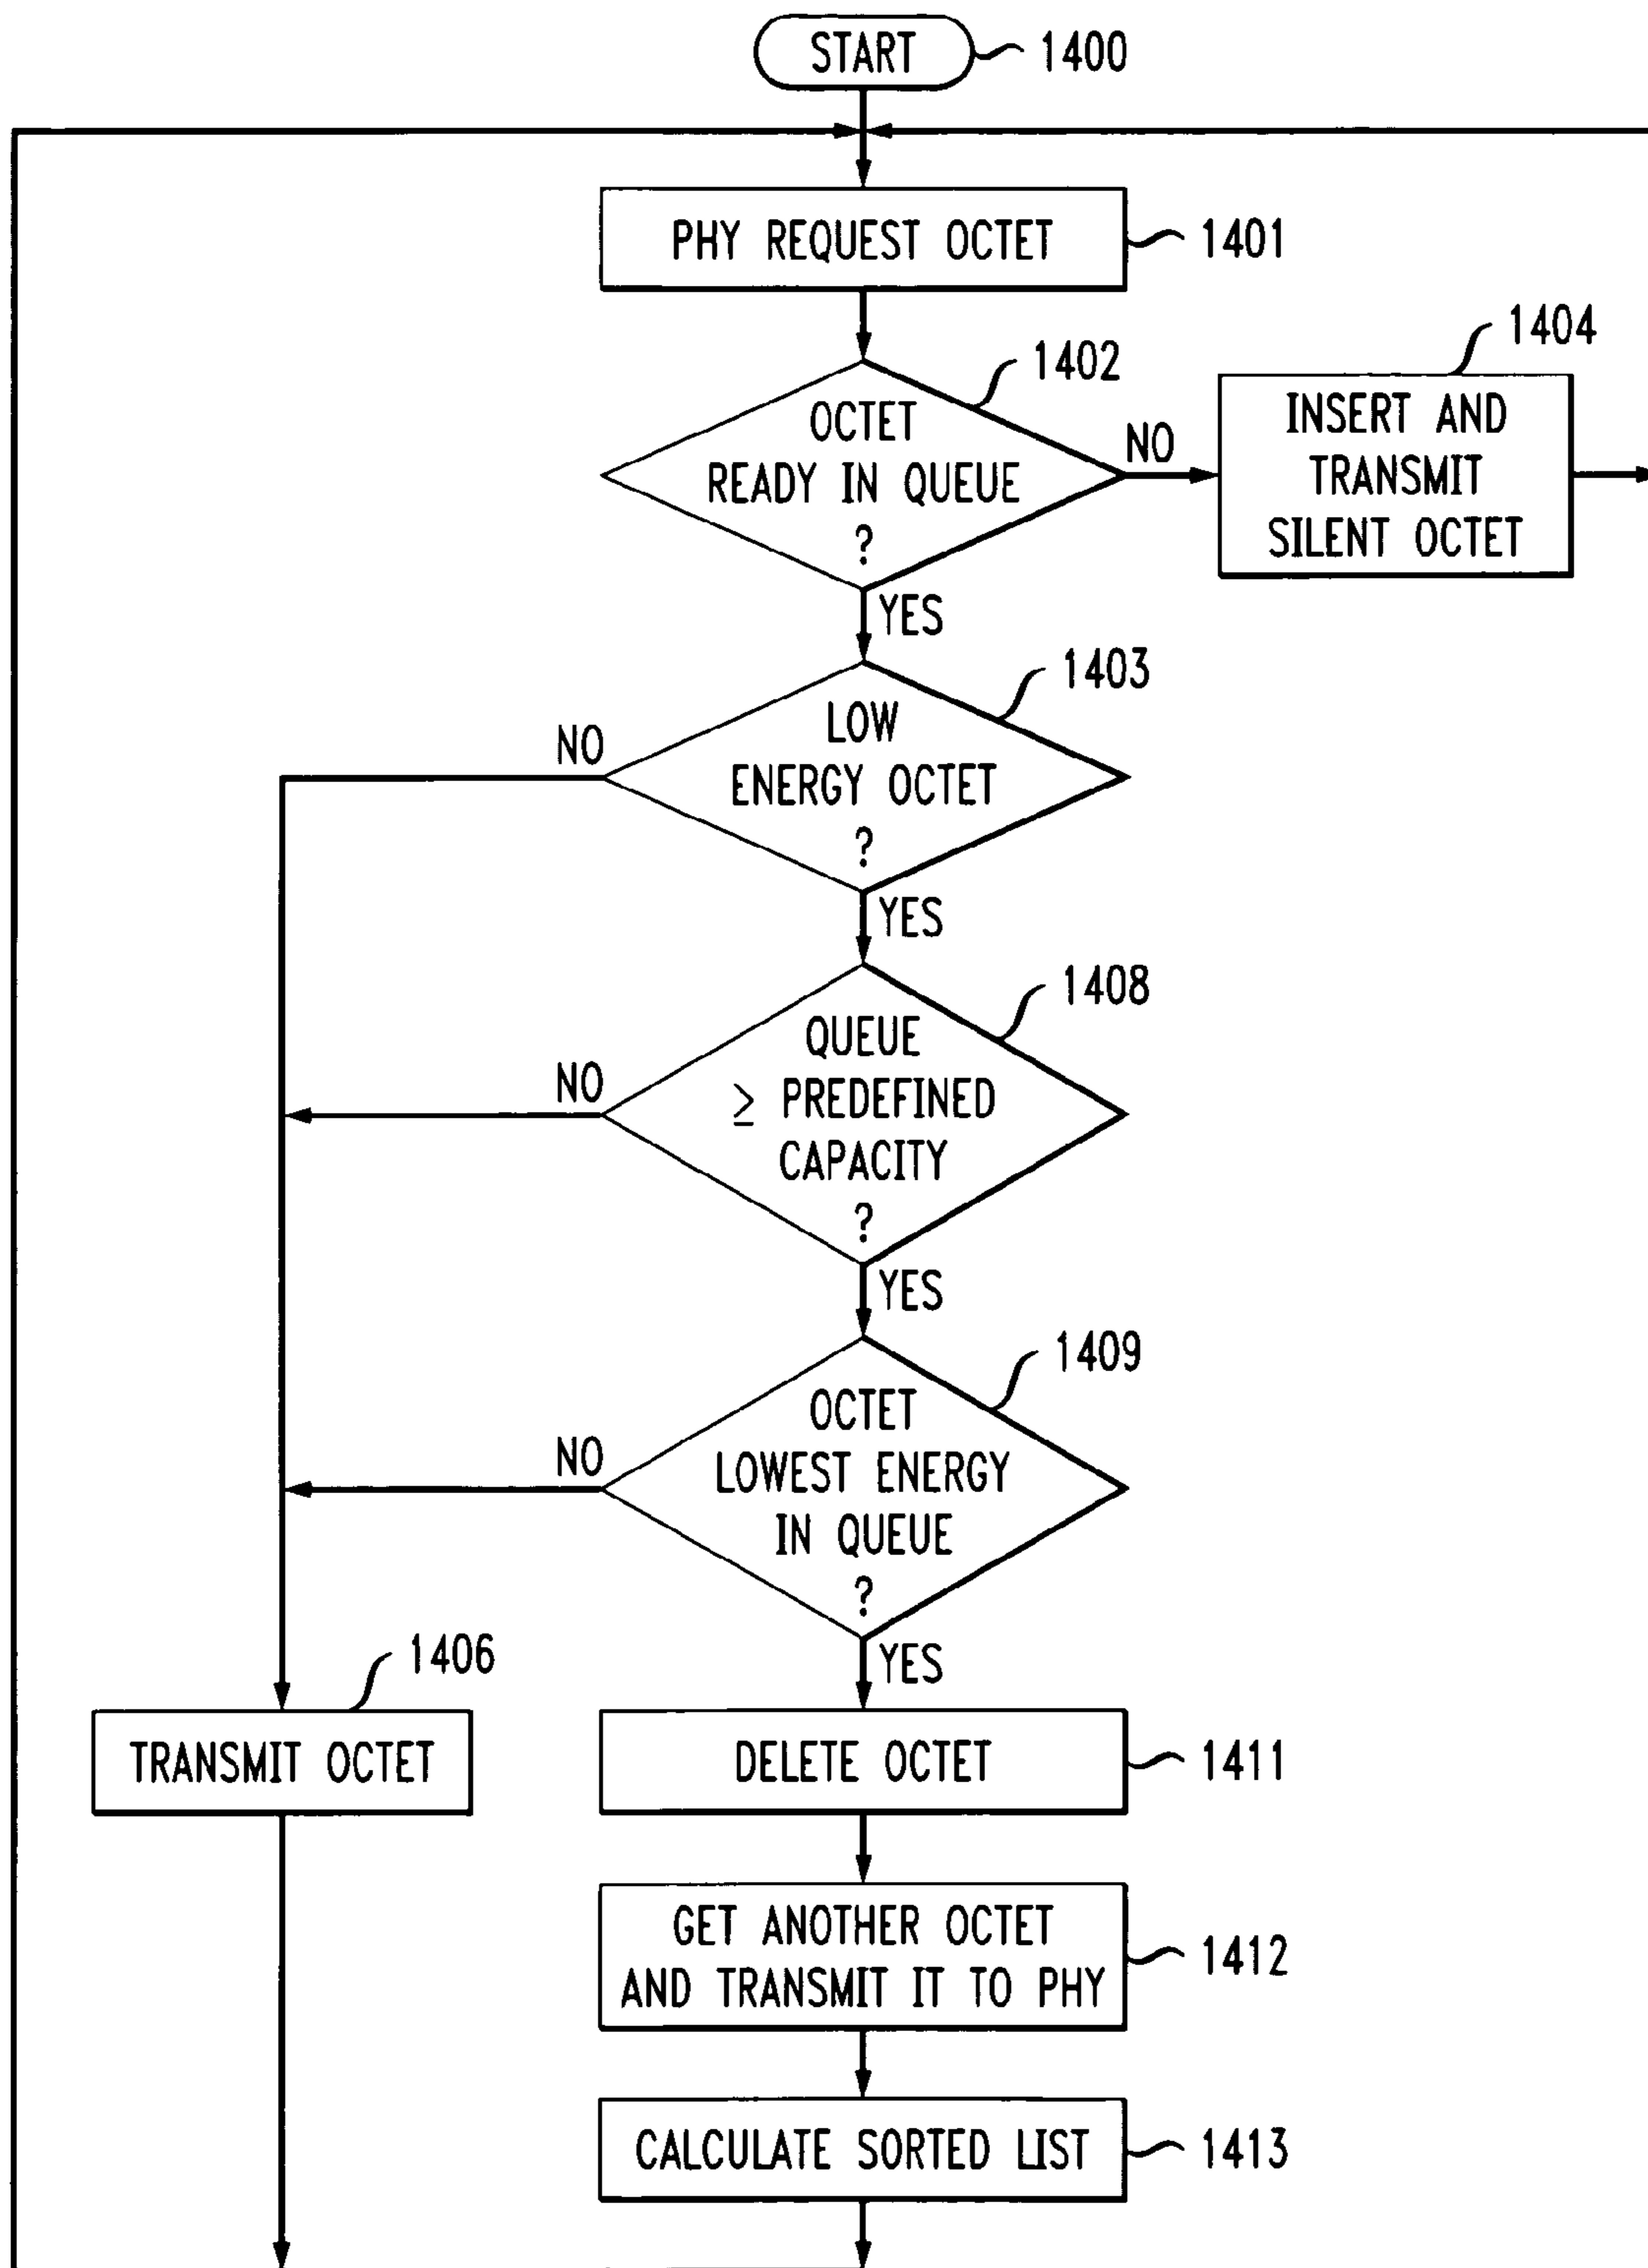 START
1400
PHY REQUEST OCTET
1401
1402
OCTET
READY IN QUEUE
?
NO
1404
INSERT AND
TRANSMIT
SILENT OCTET
YES
1403
LOW
ENERGY OCTET
?
NO
YES
1408
QUEUE
≥ PREDEFINED
CAPACITY
?
NO
YES
1409
OCTET
LOWEST ENERGY
IN QUEUE
?
NO
YES
1406
TRANSMIT OCTET
DELETE OCTET
1411
GET ANOTHER OCTET
AND TRANSMIT IT TO PHY
1412
CALCULATE SORTED LIST
1413